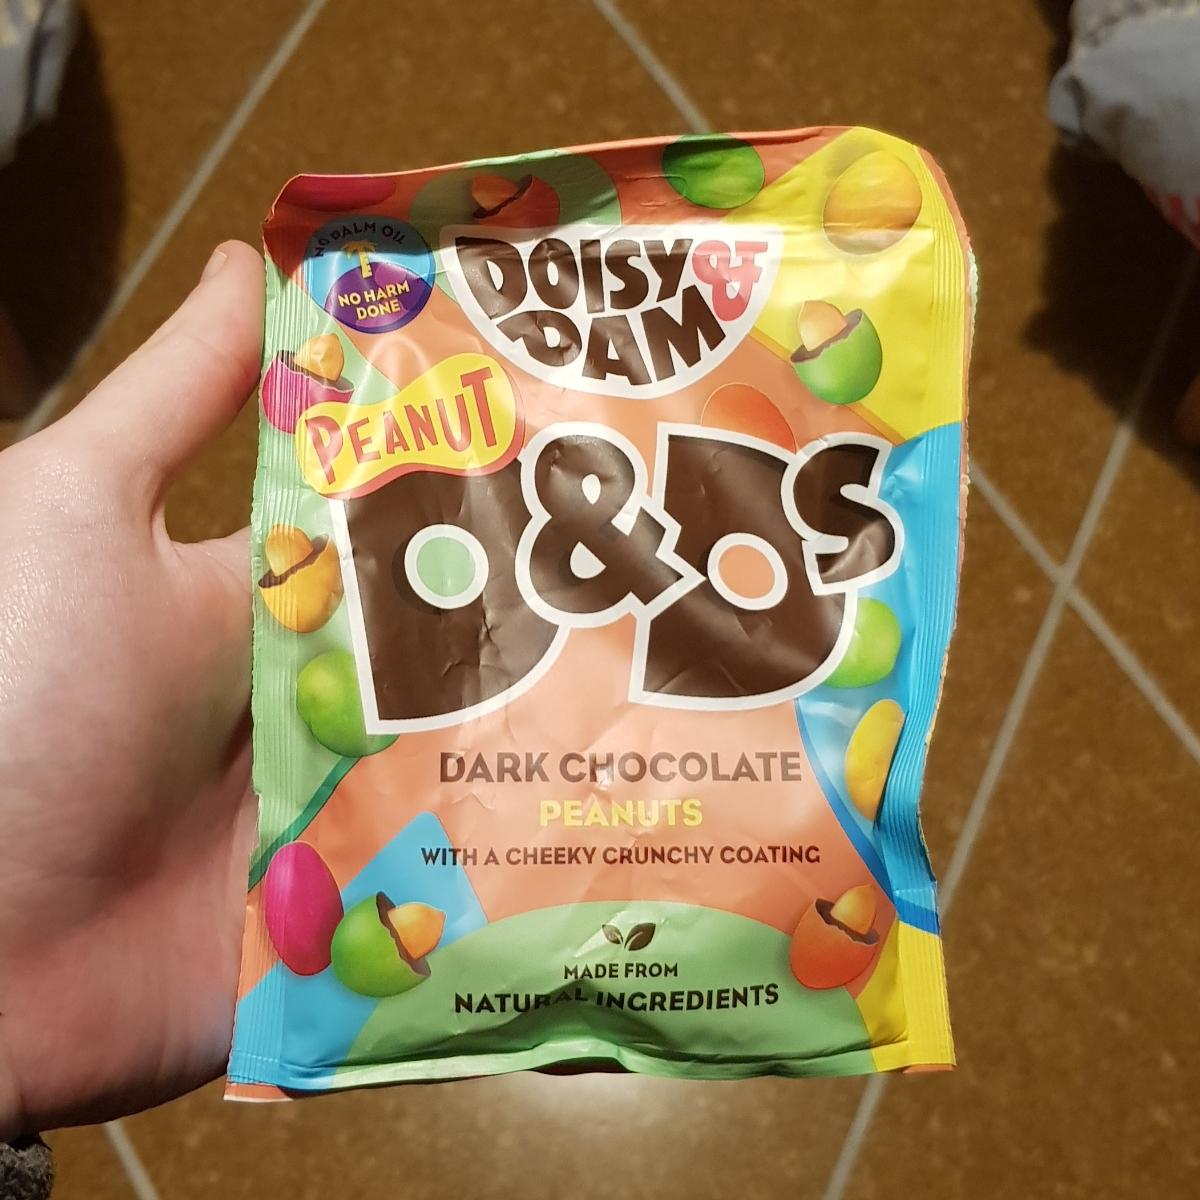 NO PALM OIL
NO HARM
DONE
DOISY &
DAM
PEANUT
D&Ds
DARK CHOCOLATE
PEANUTS
WITH A CHEEKY CRUNCHY COATING
MADE FROM
NATURAL INGREDIENTS